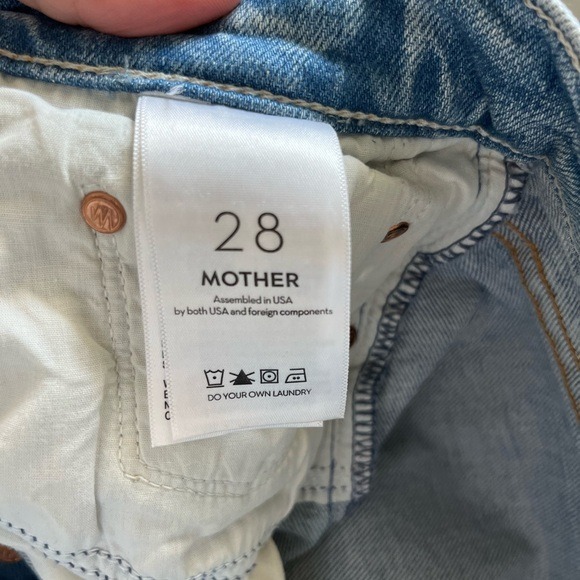 28
MOTHER
Assembled in USA
by both USA and foreign components
DO YOUR OWN LAUNDRY